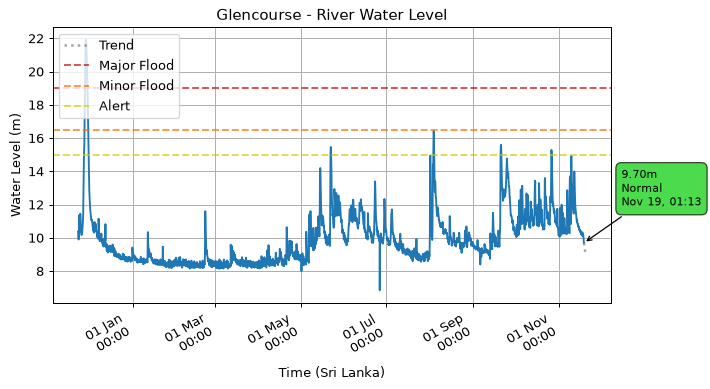 Glencourse - River Water Level
Water Level (m)
22
20
18
16
14
12
10
8
Trend
Major Flood
Minor Flood
Alert
9.70m
Normal
Nov 19, 01:13
01 Jan
00:00
01 Mar
00:00
01 May
00:00
01 Jul
00:00
01 Sep
00:00
01 Nov
00:00
Time (Sri Lanka)